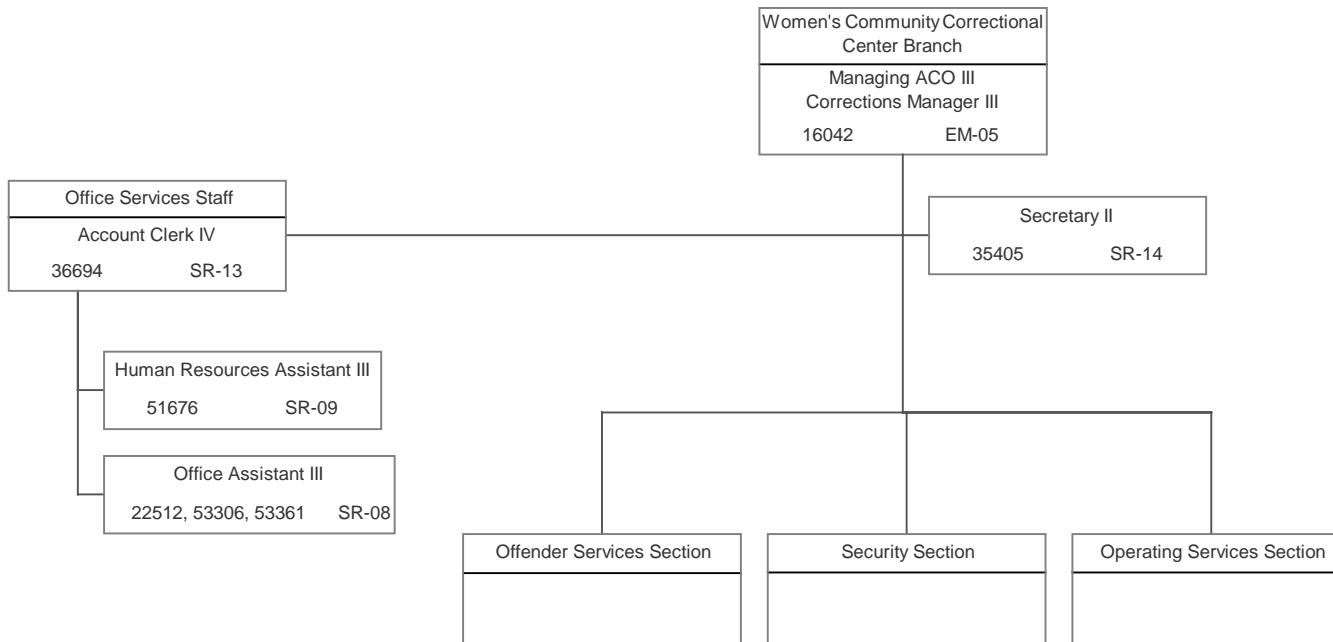 Women's Community Correctional
Center Branch
Managing ACO III
Corrections Manager III
16042 EM-05
Office Services Staff
Account Clerk IV
36694 SR-13
Secretary II
35405 SR-14
Human Resources Assistant III
51676 SR-09
Office Assistant III
22512, 53306, 53361 SR-08
Offender Services Section
Security Section
Operating Services Section